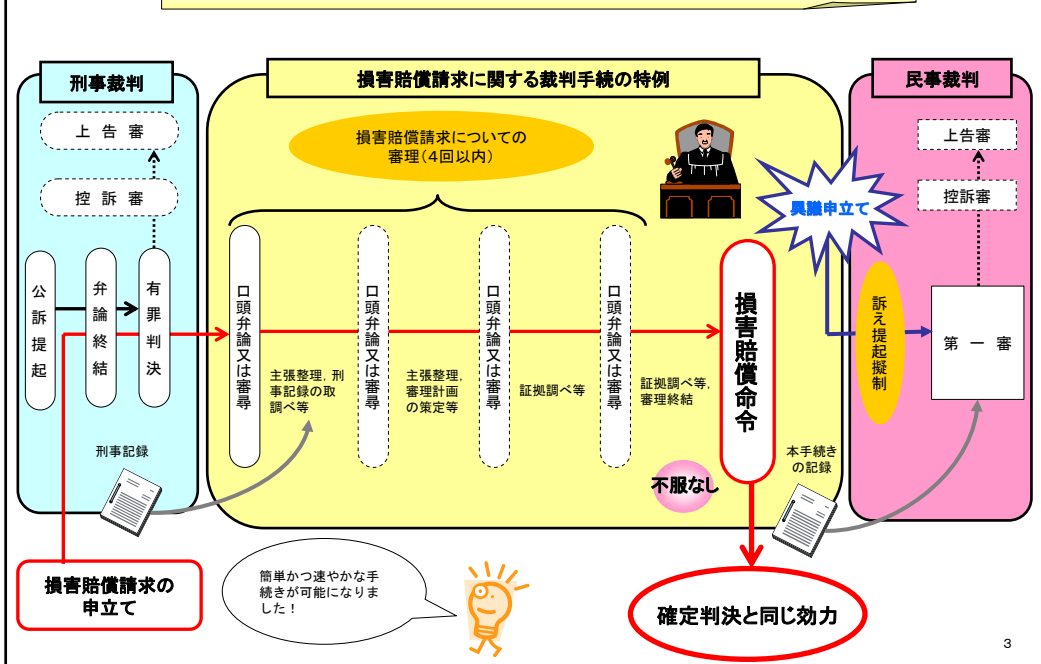 刑事裁判
上告審
控訴審
公訴提起
弁論終結
有罪判決
刑事記録
損害賠償請求の
申立て
損害賠償請求に関する裁判手続の特例
損害賠償請求についての
審理(4回以内)
口頭弁論又は審尋
主張整理,刑
事記録の取
調べ等
口頭弁論又は審尋
主張整理,
審理計画
の策定等
口頭弁論又は審尋
証拠調べ等
口頭弁論又は審尋
証拠調べ等,
審理終結
損害賠償命令
不服なし
確定判決と同じ効力
簡単かつ速やかな手
続きが可能になりま
した!
異議申立て
本手続き
の記録
民事裁判
上告審
控訴審
訴え提起擬制
第一審
3